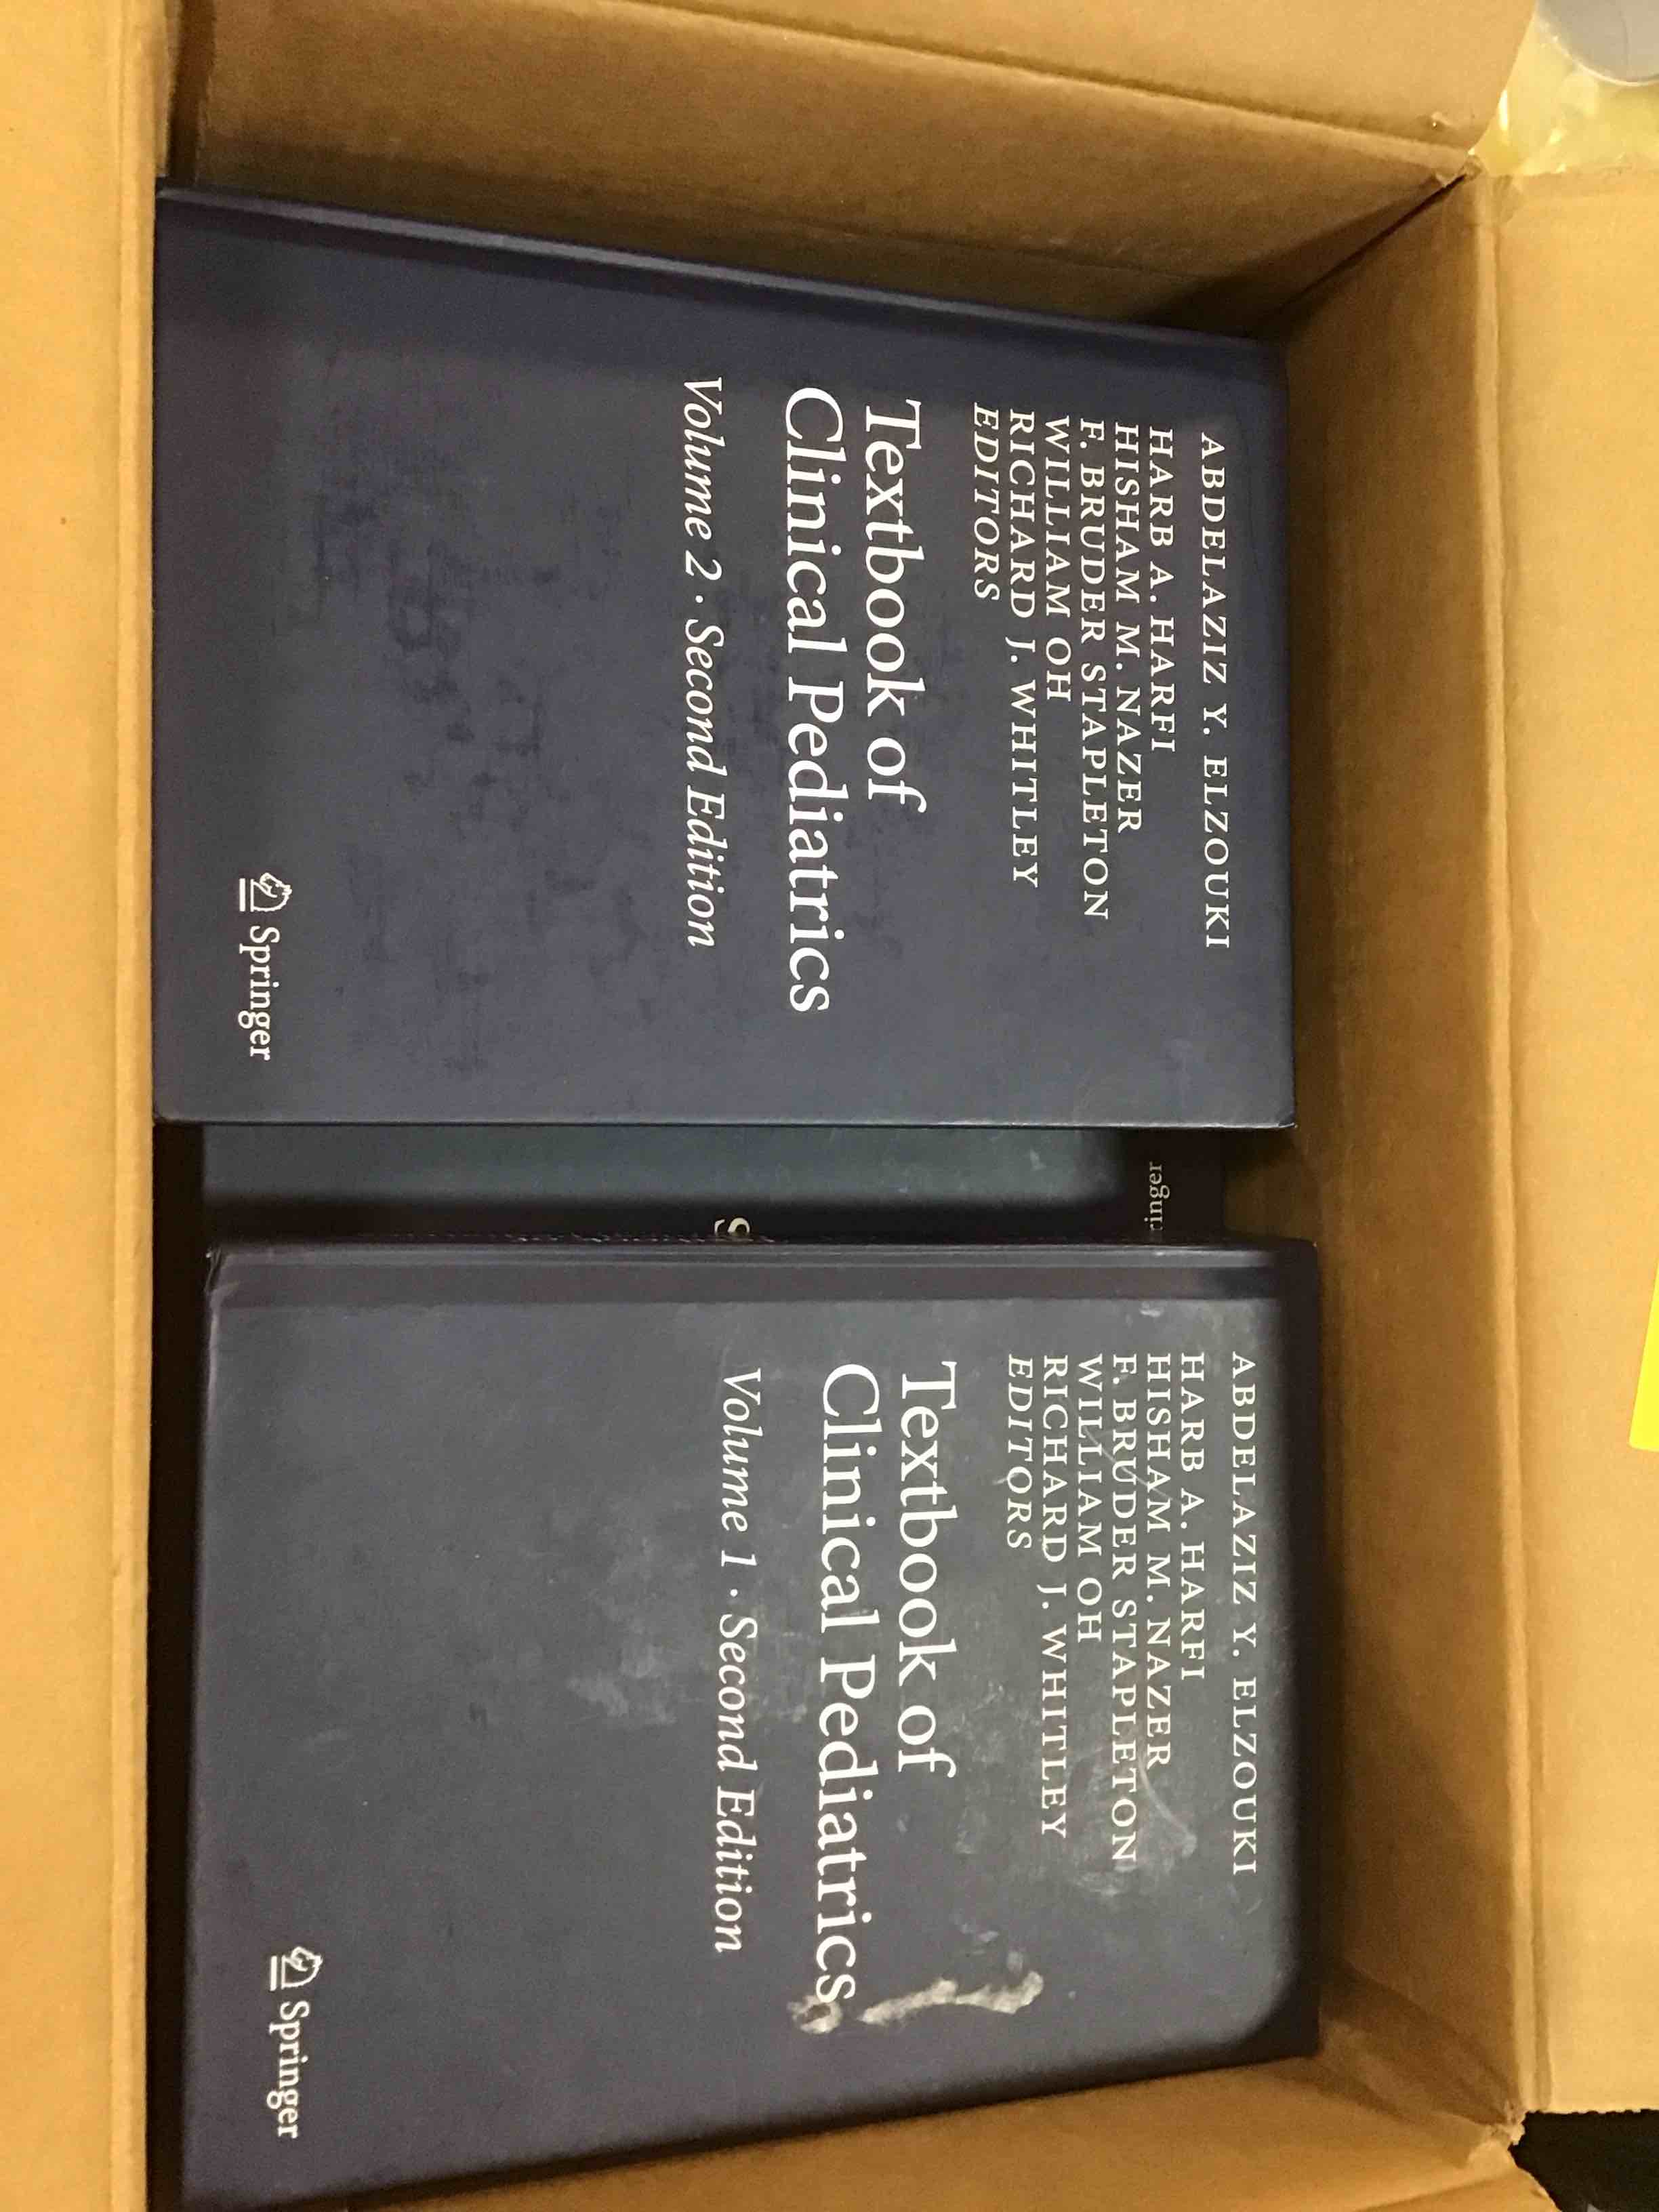 ABDELAZIZ Y. ELZOUKI
HARB A. HARFI
HISHAM M. NAZER
F. BRUDER STAPLETON
WILLIAM OH
RICHARD J. WHITLEY
EDITORS
Textbook of
Clinical Pediatrics
Volume 2 · Second Edition
Springer
ABDELAZIZ Y. ELZOUKI
HARB A. HARFI
HISHAM M. NAZER
F. BRUDER STAPLETON
WILLIAM OH
RICHARD J. WHITLEY
EDITORS
Textbook of
Clinical Pediatrics
Volume 1 · Second Edition
Springer